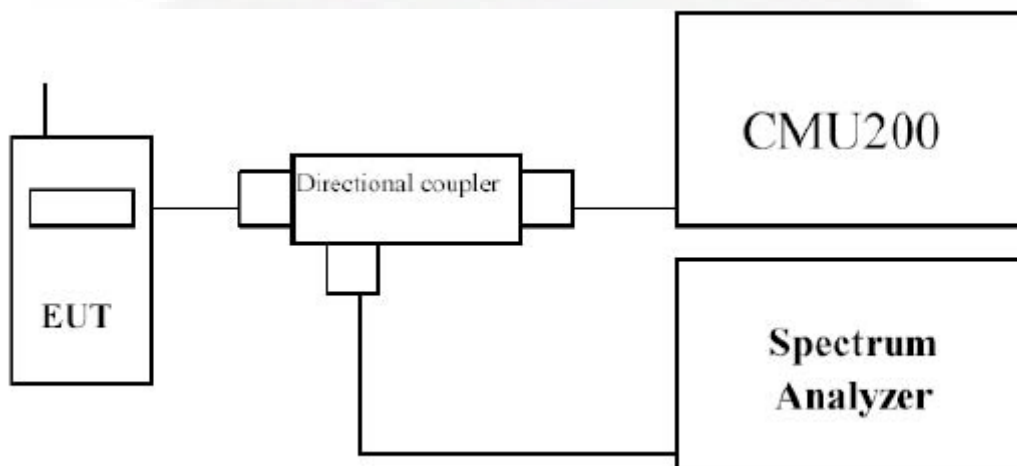 CMU200
Directional coupler
EUT
Spectrum
Analyzer